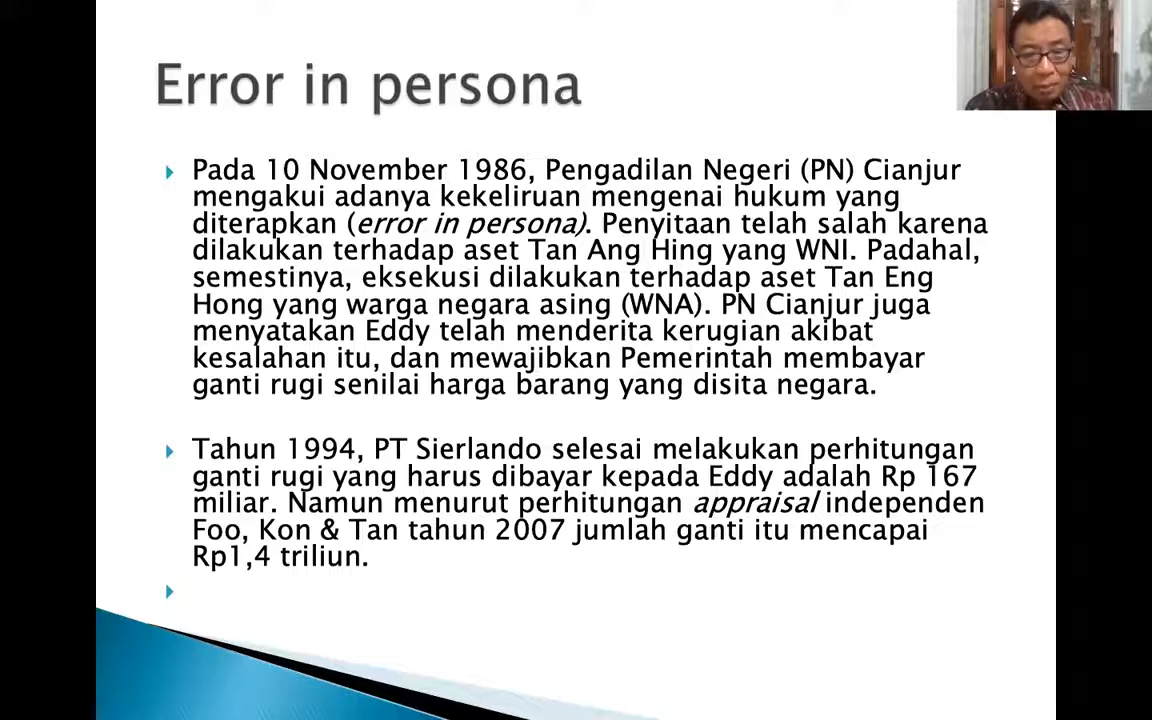 Error in persona
Pada 10 November 1986, Pengadilan Negeri (PN) Cianjur
mengakui adanya kekeliruan mengenai hukum yang
diterapkan (error in persona). Penyitaan telah salah karena
dilakukan terhadap aset Tan Ang Hing yang WNI. Padahal,
semestinya, eksekusi dilakukan terhadap aset Tan Eng
Hong yang warga negara asing (WNA). PN Cianjur juga
menyatakan Eddy telah menderita kerugian akibat
kesalahan itu, dan mewajibkan Pemerintah membayar
ganti rugi senilai harga barang yang disita negara.
Tahun 1994, PT Sierlando selesai melakukan perhitungan
ganti rugi yang harus dibayar kepada Eddy adalah Rp 167
miliar. Namun menurut perhitungan appraisal independen
Foo, Kon & Tan tahun 2007 jumlah ganti itu mencapai
Rp1,4 triliun.